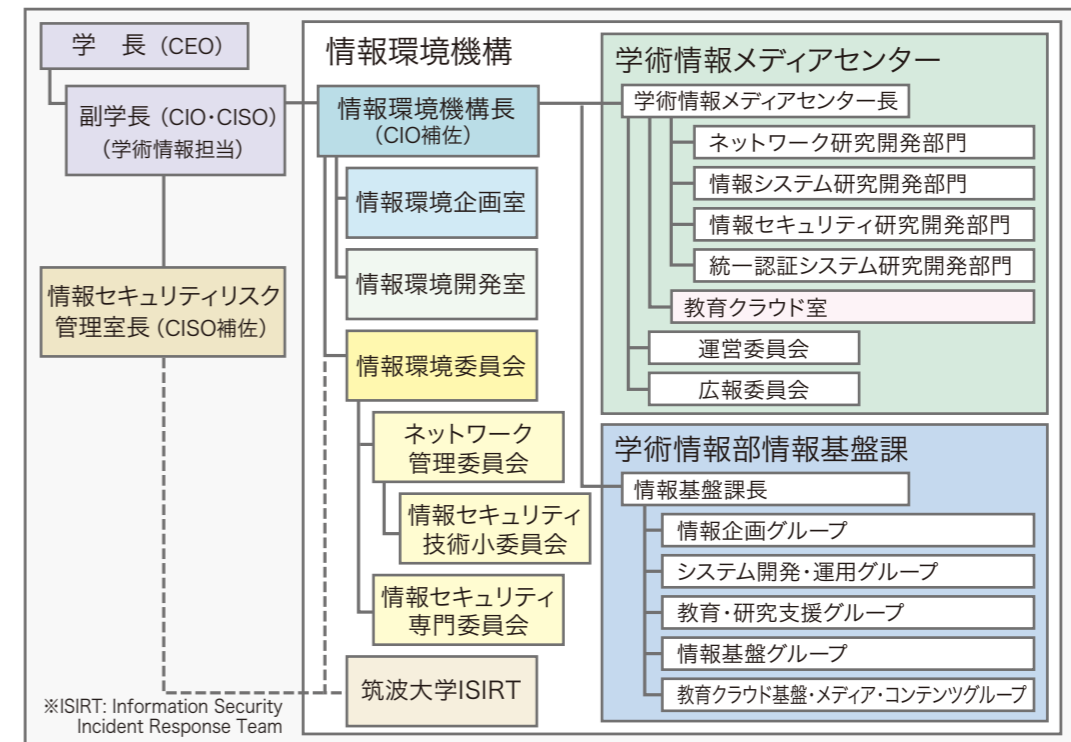 学 長（CEO）
副学長（CIO・CISO）
（学術情報担当）
情報セキュリティリスク
管理室長（CISO補佐）
※ISIRT: Information Security
Incident Response Team
情報環境機構
情報環境機構長
（CIO補佐）
情報環境企画室
情報環境開発室
情報環境委員会
ネットワーク
管理委員会
情報セキュリティ
技術小委員会
情報セキュリティ
専門委員会
筑波大学ISIRT
学術情報メディアセンター
学術情報メディアセンター長
ネットワーク研究開発部門
情報システム研究開発部門
情報セキュリティ研究開発部門
統一認証システム研究開発部門
教育クラウド室
運営委員会
広報委員会
学術情報部情報基盤課
情報基盤課長
情報企画グループ
システム開発・運用グループ
教育・研究支援グループ
情報基盤グループ
教育クラウド基盤・メディア・コンテンツグループ